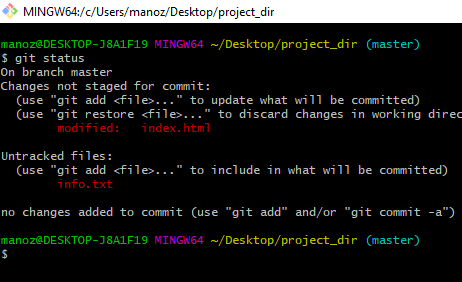 MINGW64:/c/Users/manoz/Desktop/project_dir
manoz@DESKTOP-J8A1F19 MINGW64 ~/Desktop/project_dir (master)
$ git status
On branch master
Changes not staged for commit:
  (use "git add <file>..." to update what will be committed)
  (use "git restore <file>..." to discard changes in working direc
        modified:   index.html

Untracked files:
  (use "git add <file>..." to include in what will be committed)
        info.txt

no changes added to commit (use "git add" and/or "git commit -a")

manoz@DESKTOP-J8A1F19 MINGW64 ~/Desktop/project_dir (master)
$